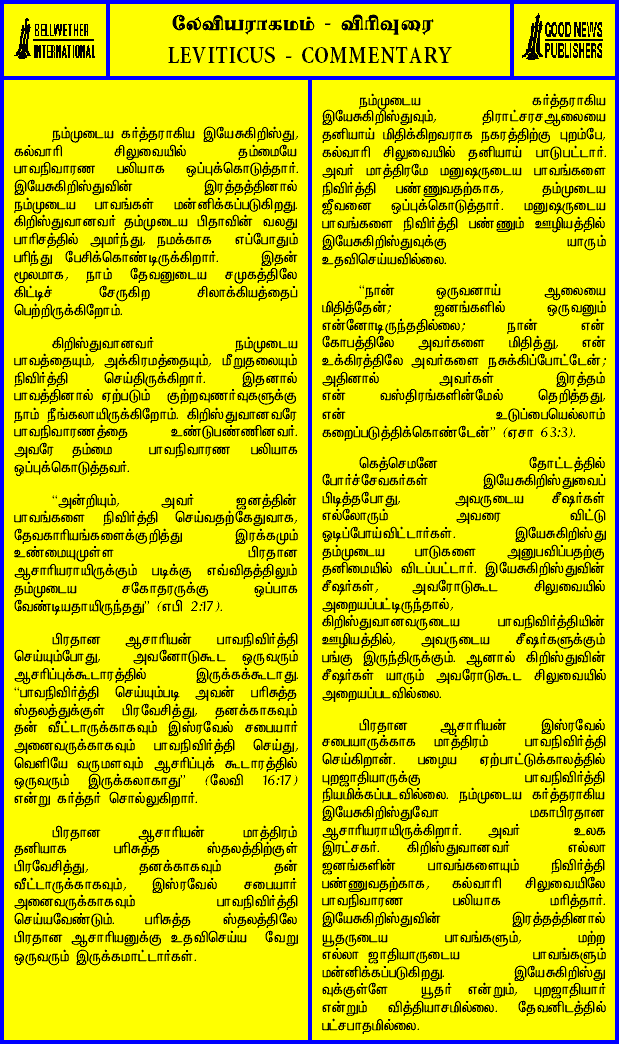 BELLWETHER
INTERNATIONAL
லேவியராகமம் - விரிவுரை
LEVITICUS - COMMENTARY
GOOD NEWS
PUBLISHERS
நம்முடைய கர்த்தராகிய இயேசுகிறிஸ்து,
கல்வாரி சிலுவையில் தம்மையே
பாவநிவாரண பலியாக ஒப்புக்கொடுத்தார்.
இயேசுகிறிஸ்துவின் இரத்தத்தினால்
நம்முடைய பாவங்கள் மன்னிக்கப்படுகிறது.
கிறிஸ்துவானவர் தம்முடைய பிதாவின் வலது
பாரிசத்தில் அமர்ந்து, நமக்காக எப்போதும்
பரிந்து பேசிக்கொண்டிருக்கிறார். இதன்
மூலமாக, நாம் தேவனுடைய சமுகத்திலே
கிட்டிச் சேருகிற சிலாக்கியத்தைப்
பெற்றிருக்கிறோம்.
கிறிஸ்துவானவர் நம்முடைய
பாவத்தையும், அக்கிரமத்தையும், மீறுதலையும்
நிவிர்த்தி செய்திருக்கிறார். இதனால்
பாவத்தினால் ஏற்படும் குற்றவுணர்வுகளுக்கு
நாம் நீங்கலாயிருக்கிறோம். கிறிஸ்துவானவரே
பாவநிவாரணத்தை உண்டுபண்ணினவர்.
அவரே தம்மை பாவநிவாரண பலியாக
ஒப்புக்கொடுத்தவர்.
“அன்றியும், அவர் ஜனத்தின்
பாவங்களை நிவிர்த்தி செய்வதற்கேதுவாக,
தேவகாரியங்களைக்குறித்து இரக்கமும்
உண்மையுமுள்ள பிரதான
ஆசாரியராயிருக்கும் படிக்கு எவ்விதத்திலும்
தம்முடைய சகோதரருக்கு ஒப்பாக
வேண்டியதாயிருந்தது” (எபி 2:17).
பிரதான ஆசாரியன் பாவநிவிர்த்தி
செய்யும்போது, அவனோடுகூட ஒருவரும்
ஆசரிப்புக்கூடாரத்தில் இருக்கக்கூடாது.
“பாவநிவிர்த்தி செய்யும்படி அவன் பரிசுத்த
ஸ்தலத்துக்குள் பிரவேசித்து, தனக்காகவும்
தன் வீட்டாருக்காகவும் இஸ்ரவேல் சபையார்
அனைவருக்காகவும் பாவநிவிர்த்தி செய்து,
வெளியே வருமளவும் ஆசரிப்புக் கூடாரத்தில்
ஒருவரும் இருக்கலாகாது” (லேவி 16:17)
என்று கர்த்தர் சொல்லுகிறார்.
பிரதான ஆசாரியன் மாத்திரம்
தனியாக பரிசுத்த ஸ்தலத்திற்குள்
பிரவேசித்து, தனக்காகவும் தன்
வீட்டாருக்காகவும், இஸ்ரவேல் சபையார்
அனைவருக்காகவும் பாவநிவிர்த்தி
செய்யவேண்டும். பரிசுத்த ஸ்தலத்திலே
பிரதான ஆசாரியனுக்கு உதவிசெய்ய வேறு
ஒருவரும் இருக்கமாட்டார்கள்.
நம்முடைய கர்த்தராகிய
இயேசுகிறிஸ்துவும், திராட்சரசஆலையை
தனியாய் மிதிக்கிறவராக நகரத்திற்கு புறம்பே,
கல்வாரி சிலுவையில் தனியாய் பாடுபட்டார்.
அவர் மாத்திரமே மனுஷருடைய பாவங்களை
நிவிர்த்தி பண்ணுவதற்காக, தம்முடைய
ஜீவனை ஒப்புக்கொடுத்தார். மனுஷருடைய
பாவங்களை நிவிர்த்தி பண்ணும் ஊழியத்தில்
இயேசுகிறிஸ்துவுக்கு யாரும்
உதவிசெய்யவில்லை.
“நான் ஒருவனாய் ஆலையை
மிதித்தேன்; ஜனங்களில் ஒருவனும்
என்னோடிருந்ததில்லை; நான் என்
கோபத்திலே அவர்களை மிதித்து, என்
உக்கிரத்திலே அவர்களை நசுக்கிப்போட்டேன்;
அதினால் அவர்கள் இரத்தம்
என் வஸ்திரங்களின்மேல் தெறித்தது,
என் உடுப்பையெல்லாம்
கறைப்படுத்திக்கொண்டேன்” (ஏசா 63:3).
கெத்செமனே தோட்டத்தில்
போர்ச்சேவகர்கள் இயேசுகிறிஸ்துவைப்
பிடித்தபோது, அவருடைய சீஷர்கள்
எல்லோரும் அவரை விட்டு
ஓடிப்போய்விட்டார்கள். இயேசுகிறிஸ்து
தம்முடைய பாடுகளை அனுபவிப்பதற்கு
தனிமையில் விடப்பட்டார். இயேசுகிறிஸ்துவின்
சீஷர்கள், அவரோடுகூட சிலுவையில்
அறையப்பட்டிருந்தால்,
கிறிஸ்துவானவருடைய பாவநிவிர்த்தியின்
ஊழியத்தில், அவருடைய சீஷர்களுக்கும்
பங்கு இருந்திருக்கும். ஆனால் கிறிஸ்துவின்
சீஷர்கள் யாரும் அவரோடுகூட சிலுவையில்
அறையப்படவில்லை.
பிரதான ஆசாரியன் இஸ்ரவேல்
சபையாருக்காக மாத்திரம் பாவநிவிர்த்தி
செய்கிறான். பழைய ஏற்பாட்டுக்காலத்தில்
புறஜாதியாருக்கு பாவநிவிர்த்தி
நியமிக்கப்படவில்லை. நம்முடைய கர்த்தராகிய
இயேசுகிறிஸ்துவோ மகாபிரதான
ஆசாரியராயிருக்கிறார். அவர் உலக
இரட்சகர். கிறிஸ்துவானவர் எல்லா
ஜனங்களின் பாவங்களையும் நிவிர்த்தி
பண்ணுவதற்காக, கல்வாரி சிலுவையிலே
பாவநிவாரண பலியாக மரித்தார்.
இயேசுகிறிஸ்துவின் இரத்தத்தினால்
யூதருடைய பாவங்களும், மற்ற
எல்லா ஜாதியாருடைய பாவங்களும்
மன்னிக்கப்படுகிறது. இயேசுகிறிஸ்து
வுக்குள்ளே யூதர் என்றும், புறஜாதியார்
என்றும் வித்தியாசமில்லை. தேவனிடத்தில்
பட்சபாதமில்லை.